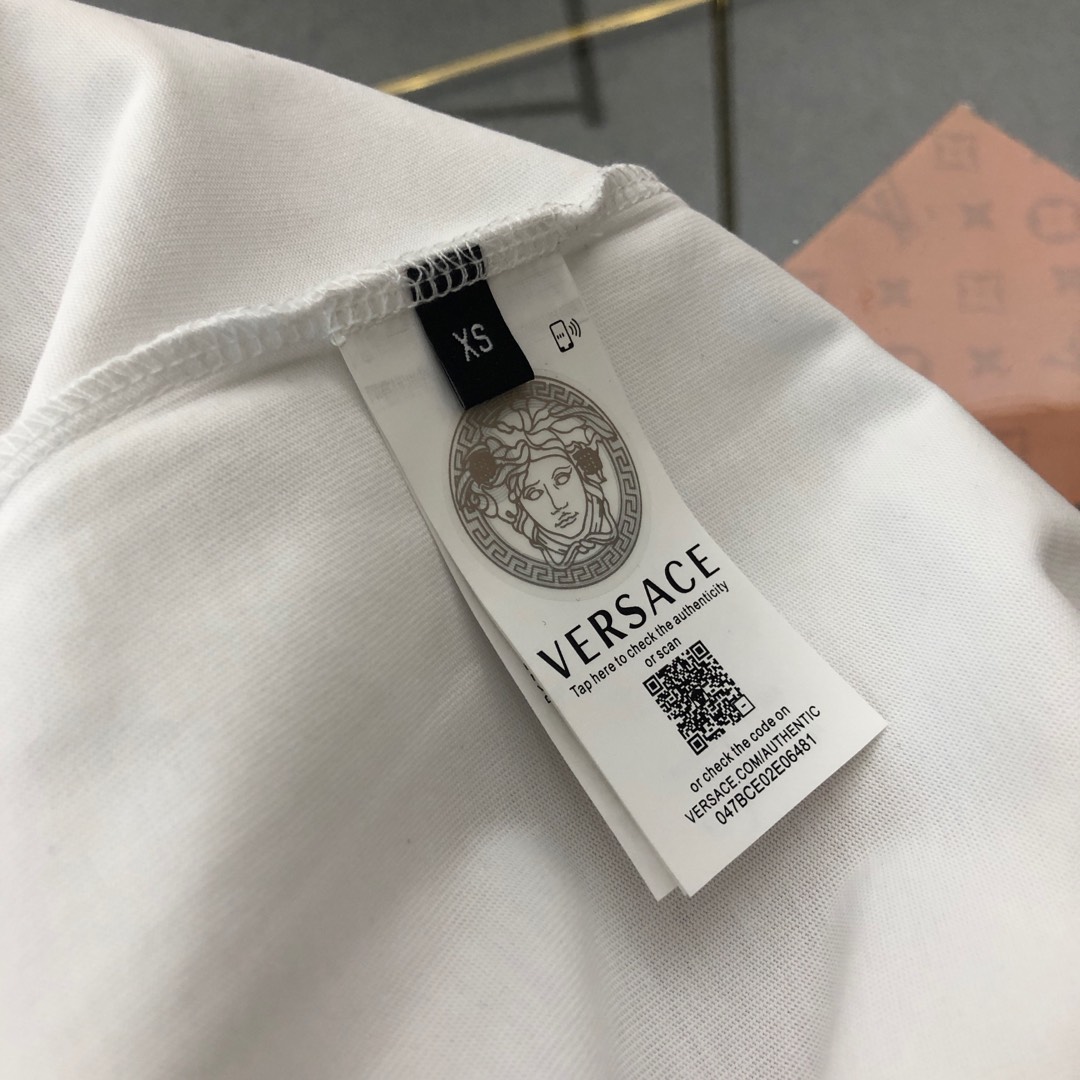 XS
VERSACE
Tap here to check the authenticity
or scan
or check the code on
VERSACE.COM/AUTHENTIC
047BCE02E06481